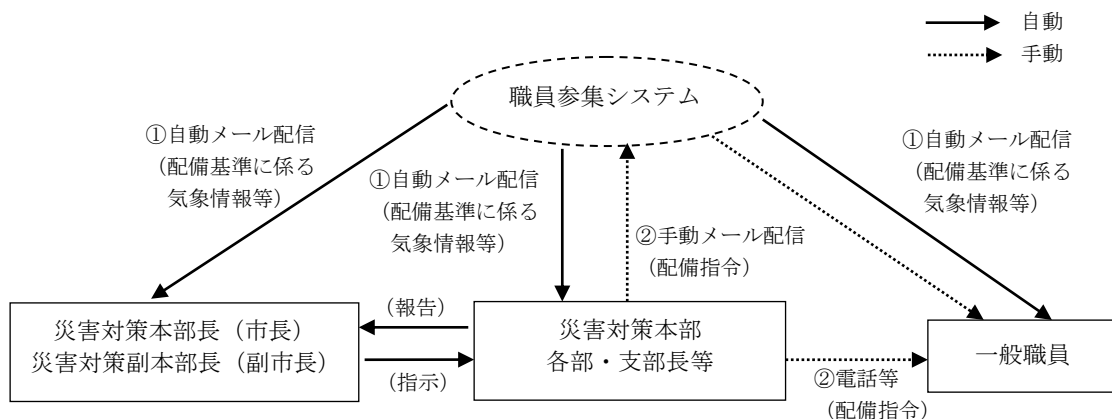 自動
手動
職員参集システム
①自動メール配信
（配備基準に係る
気象情報等）
①自動メール配信
（配備基準に係る
気象情報等）
①自動メール配信
（配備基準に係る
気象情報等）
②手動メール配信
（配備指令）
（報告）
災害対策本部長（市長）
災害対策副本部長（副市長）
（指示）
災害対策本部
各部・支部長等
一般職員
②電話等
（配備指令）